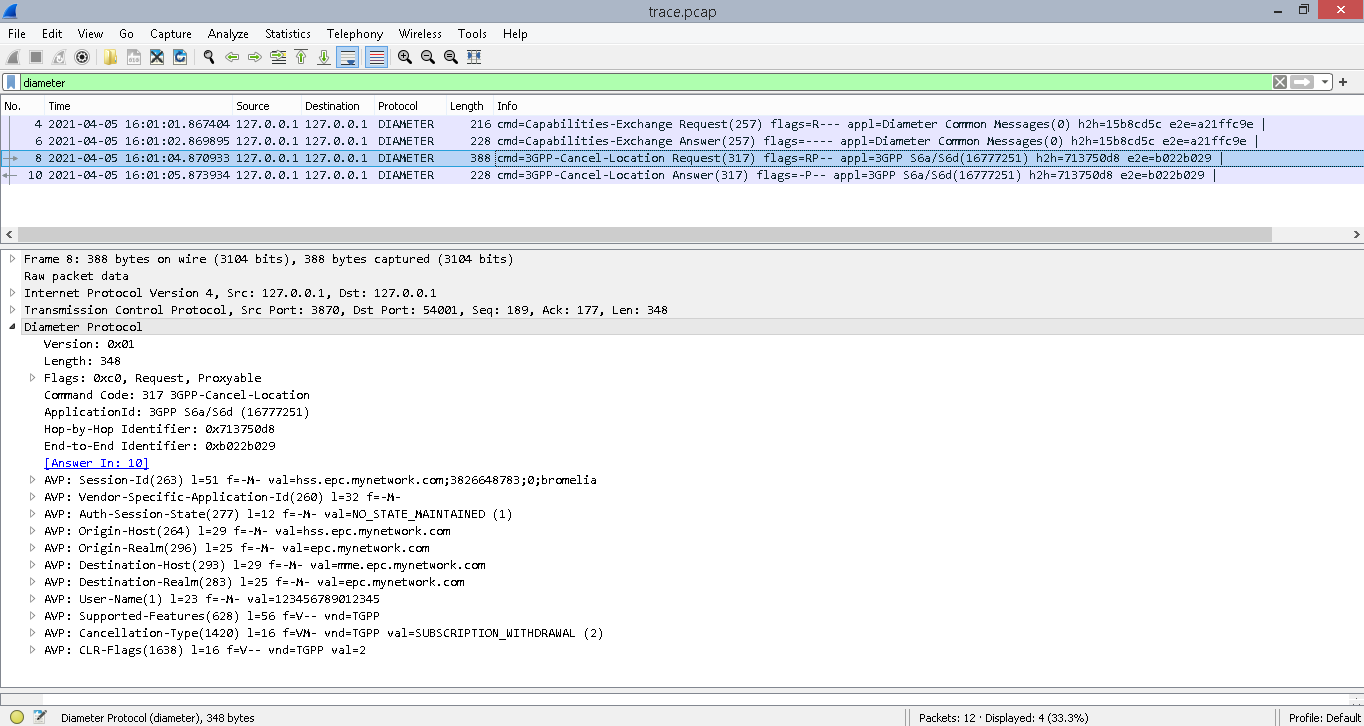 trace.pcap
File Edit View Go Capture Analyze Statistics Telephony Wireless Tools Help
diameter
No. Time Source Destination Protocol Length Info
4 2021-04-05 16:01:01.867404 127.0.0.1 127.0.0.1 DIAMETER 216 cmd=Capabilities-Exchange Request(257) flags=R--- appl=Diameter Common Messages(0) h2h=15b8cd5c e2e=a21ffc9e |
6 2021-04-05 16:01:02.869895 127.0.0.1 127.0.0.1 DIAMETER 228 cmd=Capabilities-Exchange Answer(257) flags=---- appl=Diameter Common Messages(0) h2h=15b8cd5c e2e=a21ffc9e |
8 2021-04-05 16:01:04.870933 127.0.0.1 127.0.0.1 DIAMETER 388 cmd=3GPP-Cancel-Location Request(317) flags=RP-- appl=3GPP S6a/S6d(16777251) h2h=713750d8 e2e=b022b029 |
10 2021-04-05 16:01:05.873934 127.0.0.1 127.0.0.1 DIAMETER 228 cmd=3GPP-Cancel-Location Answer(317) flags=-P-- appl=3GPP S6a/S6d(16777251) h2h=713750d8 e2e=b022b029 |
Frame 8: 388 bytes on wire (3104 bits), 388 bytes captured (3104 bits)
Raw packet data
Internet Protocol Version 4, Src: 127.0.0.1, Dst: 127.0.0.1
Transmission Control Protocol, Src Port: 3870, Dst Port: 54001, Seq: 189, Ack: 177, Len: 348
Diameter Protocol
Version: 0x01
Length: 348
Flags: 0xc0, Request, Proxyable
Command Code: 317 3GPP-Cancel-Location
ApplicationId: 3GPP S6a/S6d (16777251)
Hop-by-Hop Identifier: 0x713750d8
End-to-End Identifier: 0xb022b029
[Answer In: 10]
AVP: Session-Id(263) l=51 f=-M- val=hss.epc.mynetwork.com;3826648783;0;bromelia
AVP: Vendor-Specific-Application-Id(260) l=32 f=-M-
AVP: Auth-Session-State(277) l=12 f=-M- val=NO_STATE_MAINTAINED (1)
AVP: Origin-Host(264) l=29 f=-M- val=hss.epc.mynetwork.com
AVP: Origin-Realm(296) l=25 f=-M- val=epc.mynetwork.com
AVP: Destination-Host(293) l=29 f=-M- val=mme.epc.mynetwork.com
AVP: Destination-Realm(283) l=25 f=-M- val=epc.mynetwork.com
AVP: User-Name(1) l=23 f=-M- val=123456789012345
AVP: Supported-Features(628) l=56 f=V-- vnd=TGPP
AVP: Cancellation-Type(1420) l=16 f=VM- vnd=TGPP val=SUBSCRIPTION_WITHDRAWAL (2)
AVP: CLR-Flags(1638) l=16 f=V-- vnd=TGPP val=2
Diameter Protocol (diameter), 348 bytes Packets: 12 · Displayed: 4 (33.3%) Profile: Default